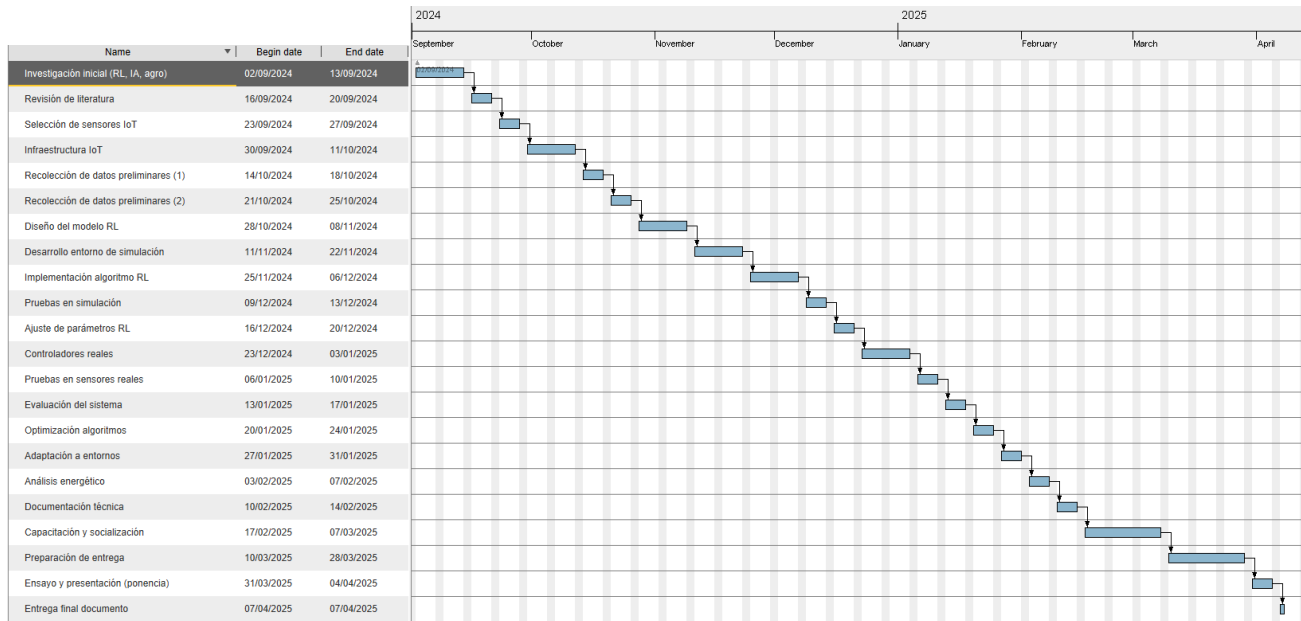 2024 2025
September October November December January February March April
Name Begin date End date
Investigación inicial (RL, IA, agro) 02/09/2024 13/09/2024 02/09/2024
Revisión de literatura 16/09/2024 20/09/2024
Selección de sensores IoT 23/09/2024 27/09/2024
Infraestructura IoT 30/09/2024 11/10/2024
Recolección de datos preliminares (1) 14/10/2024 18/10/2024
Recolección de datos preliminares (2) 21/10/2024 25/10/2024
Diseño del modelo RL 28/10/2024 08/11/2024
Desarrollo entorno de simulación 11/11/2024 22/11/2024
Implementación algoritmo RL 25/11/2024 06/12/2024
Pruebas en simulación 09/12/2024 13/12/2024
Ajuste de parámetros RL 16/12/2024 20/12/2024
Controladores reales 23/12/2024 03/01/2025
Pruebas en sensores reales 06/01/2025 10/01/2025
Evaluación del sistema 13/01/2025 17/01/2025
Optimización algoritmos 20/01/2025 24/01/2025
Adaptación a entornos 27/01/2025 31/01/2025
Análisis energético 03/02/2025 07/02/2025
Documentación técnica 10/02/2025 14/02/2025
Capacitación y socialización 17/02/2025 07/03/2025
Preparación de entrega 10/03/2025 28/03/2025
Ensayo y presentación (ponencia) 31/03/2025 04/04/2025
Entrega final documento 07/04/2025 07/04/2025